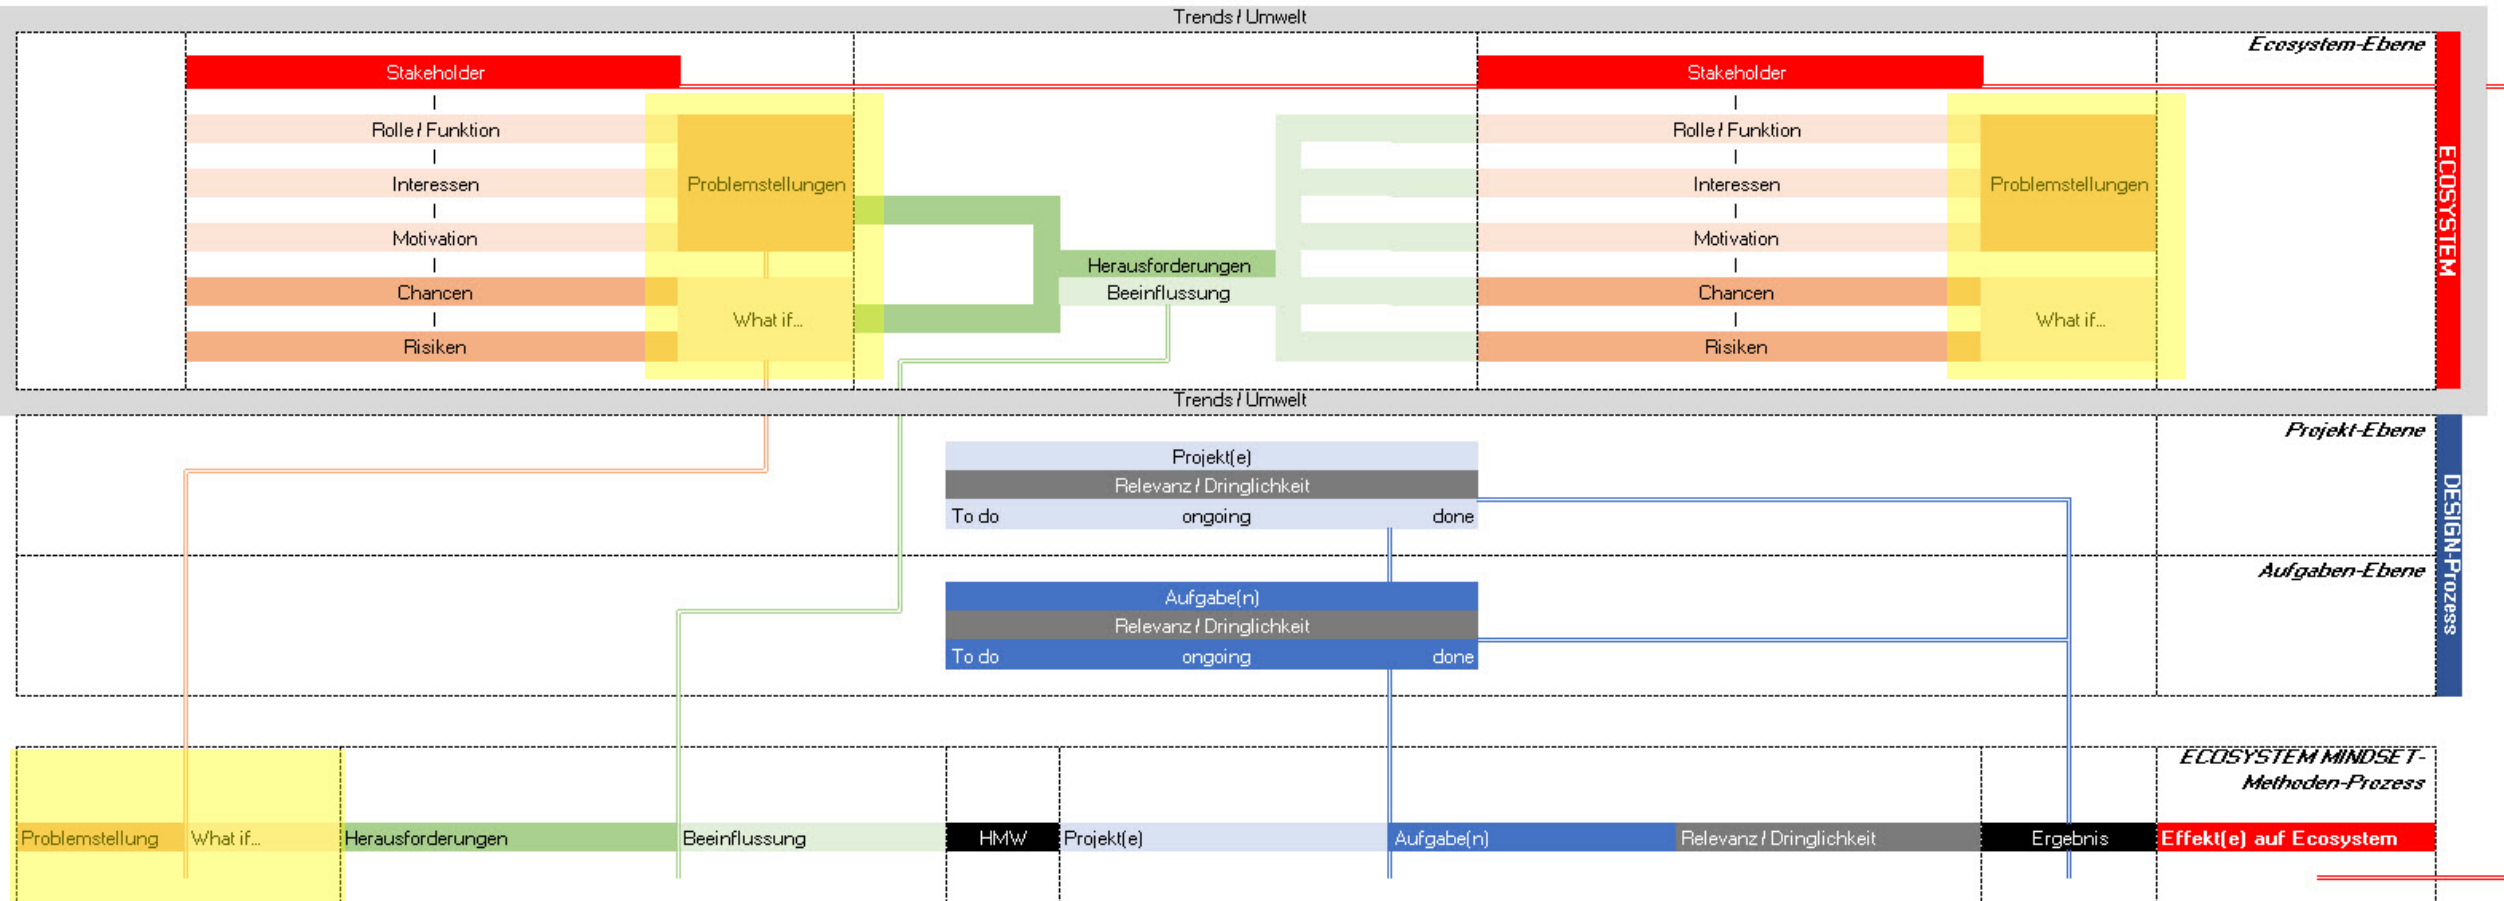 Trends / Umwelt
Ecosystem-Ebene
Stakeholder
Stakeholder
Rolle / Funktion
Rolle / Funktion
Interessen
Problemstellungen
Interessen
Problemstellungen
Motivation
Motivation
Herausforderungen
Chancen
Beeinflussung
Chancen
What if...
What if...
Risiken
Risiken
ECOSYSTEM
Trends / Umwelt
Projekt-Ebene
Projekt(e)
Relevanz / Dringlichkeit
To do ongoing done
DESIGN-Prozess
Aufgaben-Ebene
Aufgabe(n)
Relevanz / Dringlichkeit
To do ongoing done
ECOSYSTEM MINDSET-
Methoden-Prozess
Problemstellung What if... Herausforderungen Beeinflussung HMW Projekt(e) Aufgabe(n) Relevanz / Dringlichkeit Ergebnis Effekt(e) auf Ecosystem